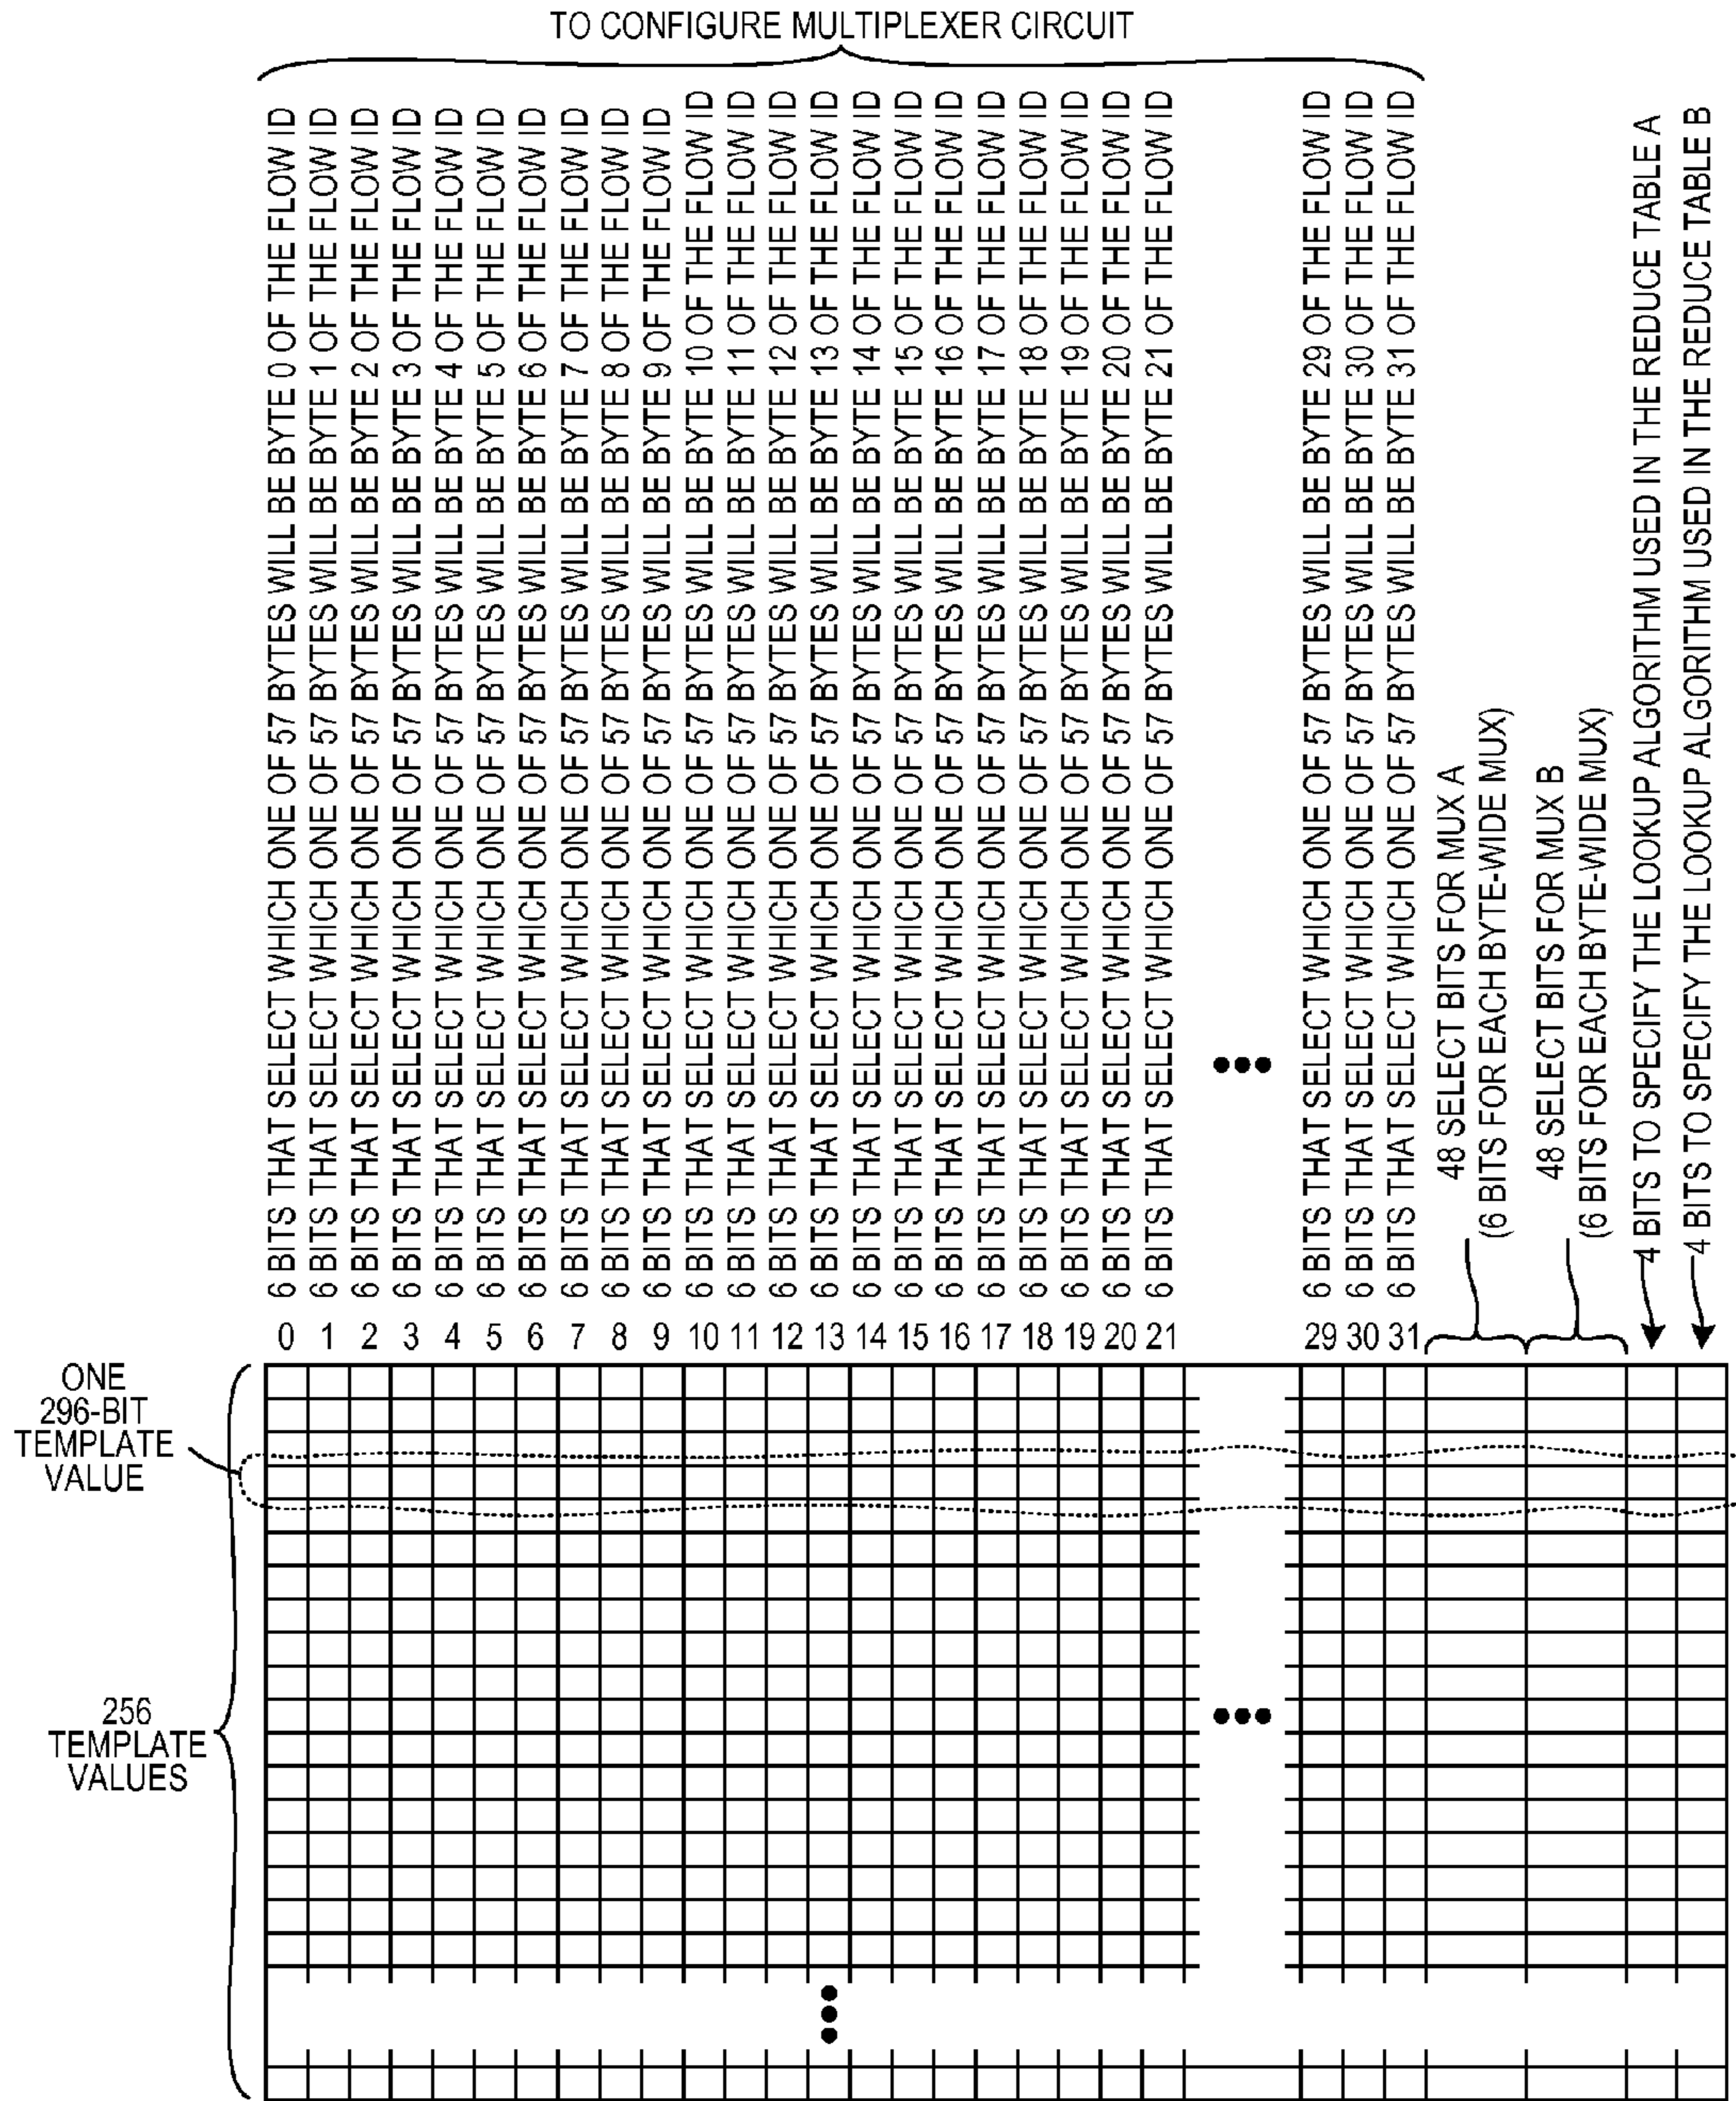 TO CONFIGURE MULTIPLEXER CIRCUIT
6 BITS THAT SELECT WHICH ONE OF 57 BYTES WILL BE BYTE 0 OF THE FLOW ID
6 BITS THAT SELECT WHICH ONE OF 57 BYTES WILL BE BYTE 1 OF THE FLOW ID
6 BITS THAT SELECT WHICH ONE OF 57 BYTES WILL BE BYTE 2 OF THE FLOW ID
6 BITS THAT SELECT WHICH ONE OF 57 BYTES WILL BE BYTE 3 OF THE FLOW ID
6 BITS THAT SELECT WHICH ONE OF 57 BYTES WILL BE BYTE 4 OF THE FLOW ID
6 BITS THAT SELECT WHICH ONE OF 57 BYTES WILL BE BYTE 5 OF THE FLOW ID
6 BITS THAT SELECT WHICH ONE OF 57 BYTES WILL BE BYTE 6 OF THE FLOW ID
6 BITS THAT SELECT WHICH ONE OF 57 BYTES WILL BE BYTE 7 OF THE FLOW ID
6 BITS THAT SELECT WHICH ONE OF 57 BYTES WILL BE BYTE 8 OF THE FLOW ID
6 BITS THAT SELECT WHICH ONE OF 57 BYTES WILL BE BYTE 9 OF THE FLOW ID
6 BITS THAT SELECT WHICH ONE OF 57 BYTES WILL BE BYTE 10 OF THE FLOW ID
6 BITS THAT SELECT WHICH ONE OF 57 BYTES WILL BE BYTE 11 OF THE FLOW ID
6 BITS THAT SELECT WHICH ONE OF 57 BYTES WILL BE BYTE 12 OF THE FLOW ID
6 BITS THAT SELECT WHICH ONE OF 57 BYTES WILL BE BYTE 13 OF THE FLOW ID
6 BITS THAT SELECT WHICH ONE OF 57 BYTES WILL BE BYTE 14 OF THE FLOW ID
6 BITS THAT SELECT WHICH ONE OF 57 BYTES WILL BE BYTE 15 OF THE FLOW ID
6 BITS THAT SELECT WHICH ONE OF 57 BYTES WILL BE BYTE 16 OF THE FLOW ID
6 BITS THAT SELECT WHICH ONE OF 57 BYTES WILL BE BYTE 17 OF THE FLOW ID
6 BITS THAT SELECT WHICH ONE OF 57 BYTES WILL BE BYTE 18 OF THE FLOW ID
6 BITS THAT SELECT WHICH ONE OF 57 BYTES WILL BE BYTE 19 OF THE FLOW ID
6 BITS THAT SELECT WHICH ONE OF 57 BYTES WILL BE BYTE 20 OF THE FLOW ID
6 BITS THAT SELECT WHICH ONE OF 57 BYTES WILL BE BYTE 21 OF THE FLOW ID
6 BITS THAT SELECT WHICH ONE OF 57 BYTES WILL BE BYTE 29 OF THE FLOW ID
6 BITS THAT SELECT WHICH ONE OF 57 BYTES WILL BE BYTE 30 OF THE FLOW ID
6 BITS THAT SELECT WHICH ONE OF 57 BYTES WILL BE BYTE 31 OF THE FLOW ID
48 SELECT BITS FOR MUX A
(6 BITS FOR EACH BYTE-WIDE MUX)
48 SELECT BITS FOR MUX B
(6 BITS FOR EACH BYTE-WIDE MUX)
4 BITS TO SPECIFY THE LOOKUP ALGORITHM USED IN THE REDUCE TABLE A
4 BITS TO SPECIFY THE LOOKUP ALGORITHM USED IN THE REDUCE TABLE B
0 1 2 3 4 5 6 7 8 9 10 11 12 13 14 15 16 17 18 19 20 21 29 30 31
ONE
296-BIT
TEMPLATE
VALUE
256
TEMPLATE
VALUES